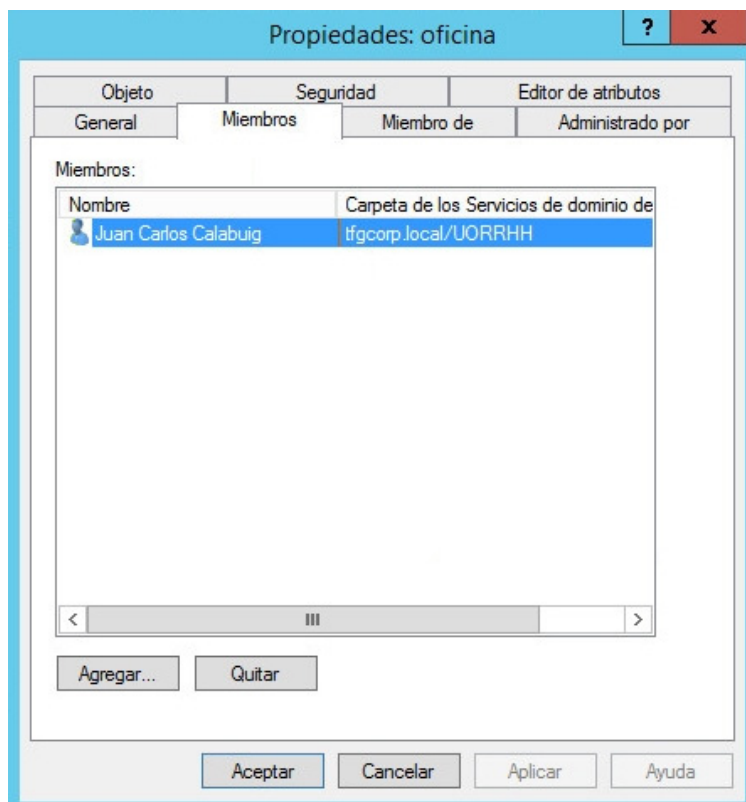 Propiedades: oficina
? x
Objeto Seguridad Editor de atributos
General Miembros Miembro de Administrado por
Miembros:
Nombre Carpeta de los Servicios de dominio de
Juan Carlos Calabuig tfgcorp.local/UORRHH
Agregar... Quitar
Aceptar Cancelar Aplicar Ayuda